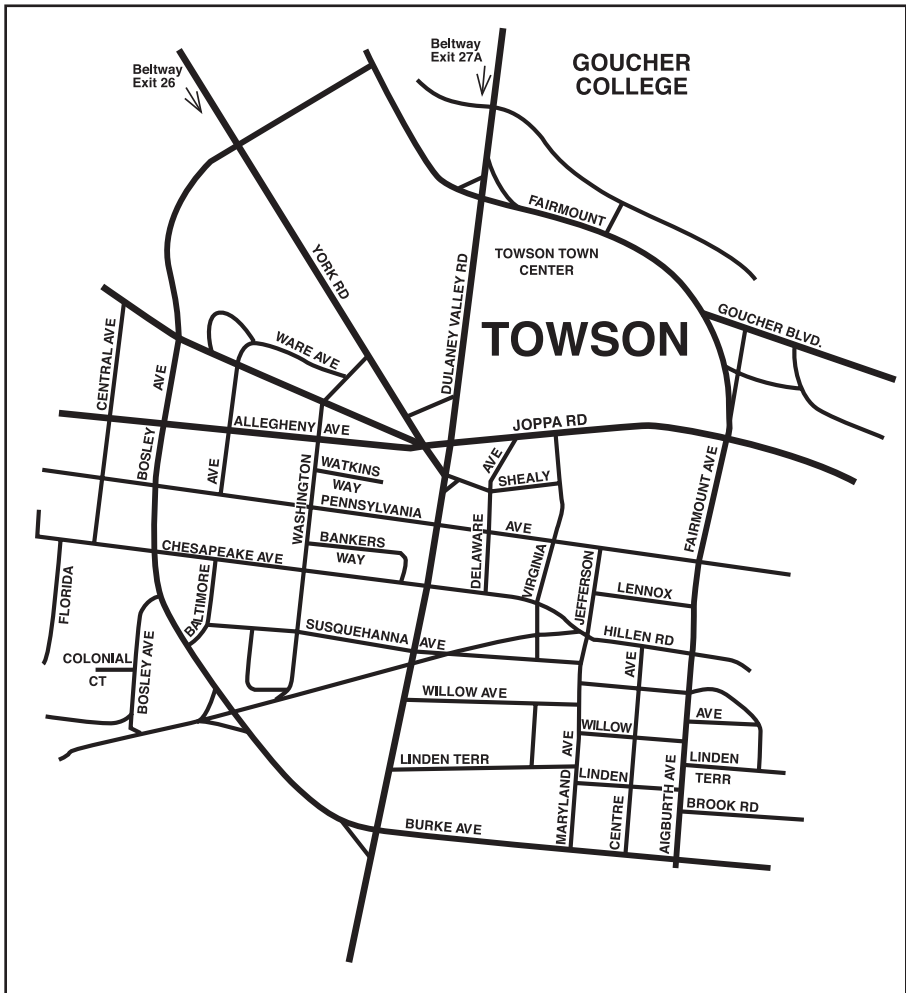 Beltway
Exit 26
Beltway
Exit 27A
GOUCHER
COLLEGE
FAIRMOUNT
TOWSON TOWN
CENTER
YORK RD
DULANEY VALLEY RD
GOUCHER BLVD.
TOWSON
WARE AVE
CENTRAL AVE
AVE
BOSLEY
ALLEGHENY AVE
JOPPA RD
AVE
WATKINS
WAY
AVE
SHEALY
WASHINGTON
PENNSYLVANIA
AVE
FAIRMOUNT AVE
BANKERS
WAY
DELAWARE
VIRGINIA
CHESAPEAKE AVE
JEFFERSON
LENNOX
FLORIDA
BALTIMORE
SUSQUEHANNA AVE
HILLEN RD
COLONIAL
CT
BOSLEY AVE
AVE
WILLOW AVE
WILLOW
AVE
AVE
LINDEN TERR
LINDEN
LINDEN
TERR
MARYLAND
CENTRE
AIGBURTH AVE
BROOK RD
BURKE AVE